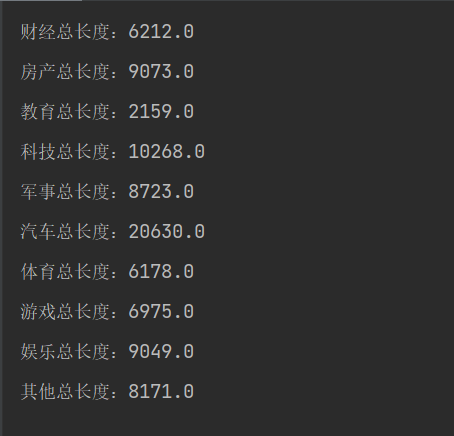 财经总长度：6212.0
房产总长度：9073.0
教育总长度：2159.0
科技总长度：10268.0
军事总长度：8723.0
汽车总长度：20630.0
体育总长度：6178.0
游戏总长度：6975.0
娱乐总长度：9049.0
其他总长度：8171.0